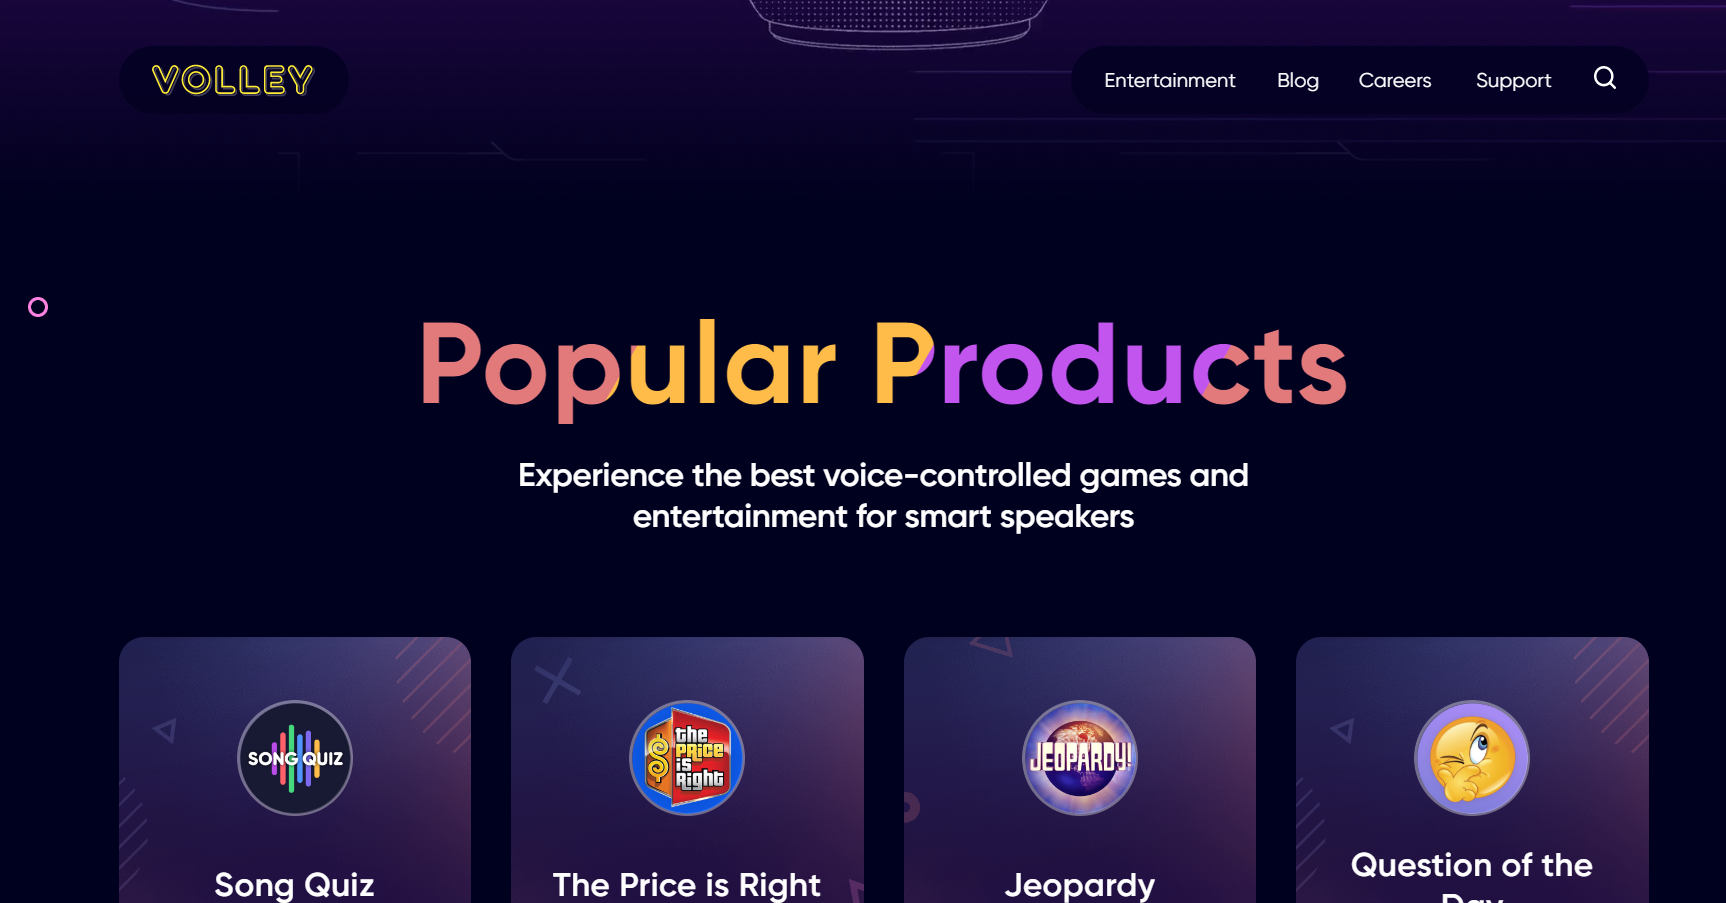 VOLLEY
Entertainment Blog Careers Support
Popular Products
Experience the best voice-controlled games and
entertainment for smart speakers
SONG QUIZ
the
PRICE
is
Right
JEOPARDY!
Song Quiz
The Price is Right
Jeopardy
Question of the
Day